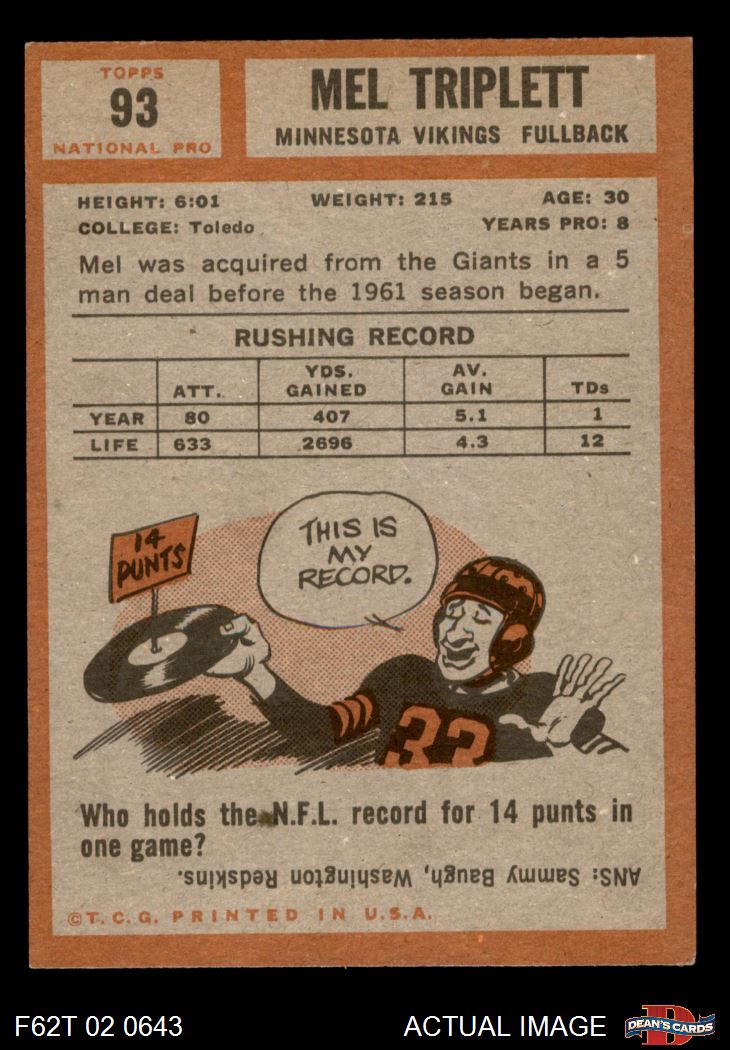 TOPPS
93
NATIONAL PRO
MEL TRIPLETT
MINNESOTA VIKINGS FULLBACK
HEIGHT: 6:01 WEIGHT: 215 AGE: 30
COLLEGE: Toledo YEARS PRO: 8
Mel was acquired from the Giants in a 5
man deal before the 1961 season began.
RUSHING RECORD
ATT. YDS. GAINED AV. GAIN TDs
YEAR 80 407 5.1 1
LIFE 633 2696 4.3 12
14
PUNTS
THIS IS
MY
RECORD.
33
Who holds the N.F.L. record for 14 punts in
one game?
ANS: Sammy Baugh, Washington Redskins.
©T.C.G. PRINTED IN U.S.A.
F62T 02 0643 ACTUAL IMAGE
D
DEAN'S CARDS